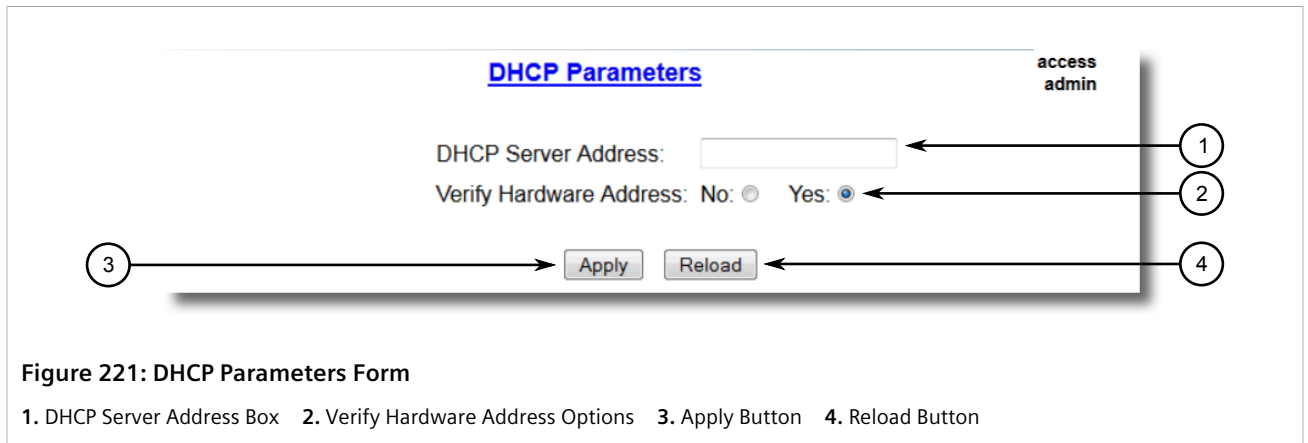 DHCP Parameters
access
admin
DHCP Server Address:
1
Verify Hardware Address: No: Yes:
2
3
Apply Reload
4
Figure 221: DHCP Parameters Form
1. DHCP Server Address Box 2. Verify Hardware Address Options 3. Apply Button 4. Reload Button